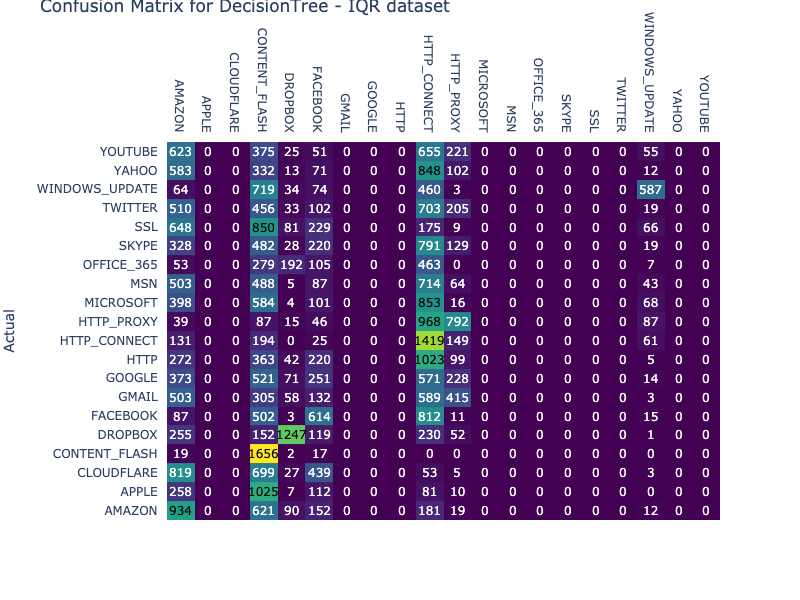 Confusion Matrix for DecisionTree - IQR dataset
AMAZON APPLE CLOUDFLARE CONTENT_FLASH DROPBOX FACEBOOK GMAIL GOOGLE HTTP HTTP_CONNECT HTTP_PROXY MICROSOFT MSN OFFICE_365 SKYPE SSL TWITTER WINDOWS_UPDATE YAHOO YOUTUBE
YOUTUBE 623 0 0 375 25 51 0 0 0 655 221 0 0 0 0 0 0 55 0 0
YAHOO 583 0 0 332 13 71 0 0 0 848 102 0 0 0 0 0 0 12 0 0
WINDOWS_UPDATE 64 0 0 719 34 74 0 0 0 460 3 0 0 0 0 0 0 587 0 0
TWITTER 510 0 0 456 33 102 0 0 0 703 205 0 0 0 0 0 0 19 0 0
SSL 648 0 0 850 81 229 0 0 0 175 9 0 0 0 0 0 0 66 0 0
SKYPE 328 0 0 482 28 220 0 0 0 791 129 0 0 0 0 0 0 19 0 0
OFFICE_365 53 0 0 279 192 105 0 0 0 463 0 0 0 0 0 0 0 7 0 0
MSN 503 0 0 488 5 87 0 0 0 714 64 0 0 0 0 0 0 43 0 0
MICROSOFT 398 0 0 584 4 101 0 0 0 853 16 0 0 0 0 0 0 68 0 0
HTTP_PROXY 39 0 0 87 15 46 0 0 0 968 792 0 0 0 0 0 0 87 0 0
HTTP_CONNECT 131 0 0 194 0 25 0 0 0 1419 149 0 0 0 0 0 0 61 0 0
HTTP 272 0 0 363 42 220 0 0 0 1023 99 0 0 0 0 0 0 5 0 0
GOOGLE 373 0 0 521 71 251 0 0 0 571 228 0 0 0 0 0 0 14 0 0
GMAIL 503 0 0 305 58 132 0 0 0 589 415 0 0 0 0 0 0 3 0 0
FACEBOOK 87 0 0 502 3 614 0 0 0 812 11 0 0 0 0 0 0 15 0 0
DROPBOX 255 0 0 152 1247 119 0 0 0 230 52 0 0 0 0 0 0 1 0 0
CONTENT_FLASH 19 0 0 1656 2 17 0 0 0 0 0 0 0 0 0 0 0 0 0 0
CLOUDFLARE 819 0 0 699 27 439 0 0 0 53 5 0 0 0 0 0 0 3 0 0
APPLE 258 0 0 1025 7 112 0 0 0 81 10 0 0 0 0 0 0 0 0 0
AMAZON 934 0 0 621 90 152 0 0 0 181 19 0 0 0 0 0 0 12 0 0
Actual